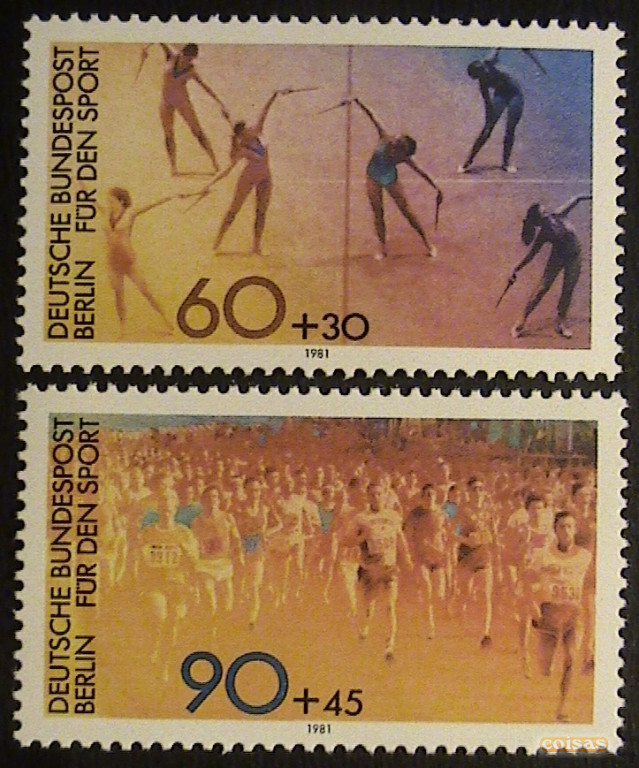 DEUTSCHE BUNDESPOST
BERLIN FÜR DEN SPORT
60+30
1981
DEUTSCHE BUNDESPOST
BERLIN FÜR DEN SPORT
90+45
1981
coisas